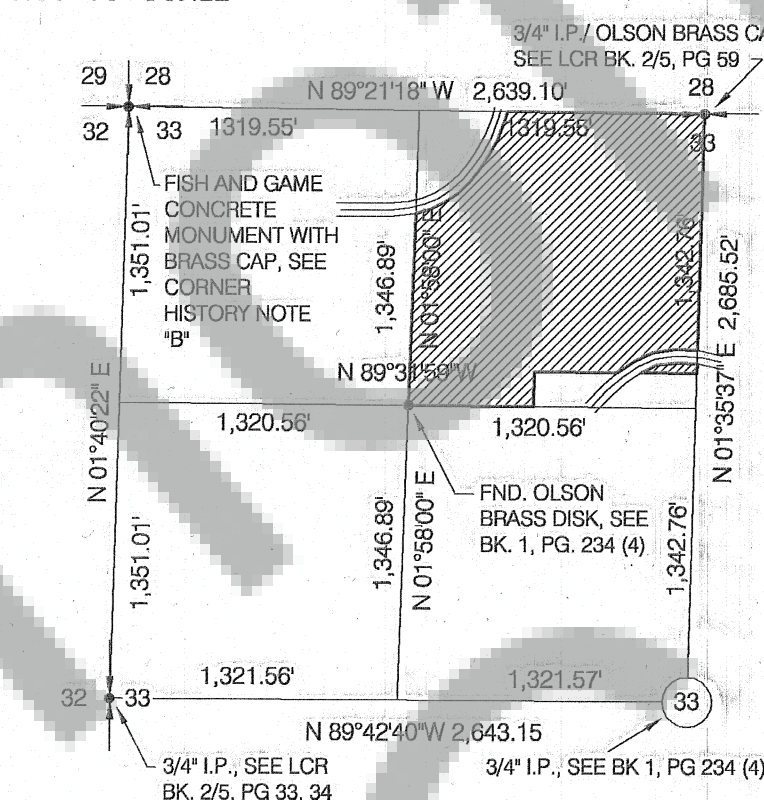 3/4" I.P./ OLSON BRASS CA
SEE LCR BK. 2/5, PG 59
29 28
28
N 89°21'18" W 2,639.10'
32 33
1319.55'
1319.55'
33
FISH AND GAME
CONCRETE
MONUMENT WITH
BRASS CAP, SEE
CORNER
HISTORY NOTE
"B"
1,351.01'
1,346.89'
N 01°58'00" E
1,342.76'
2,685.52'
N 01°35'37" E
N 89°31'59" W
N 01°40'22" E
1,320.56'
1,320.56'
FND. OLSON
BRASS DISK, SEE
BK. 1, PG. 234 (4)
1,351.01'
1,346.89'
N 01°58'00" E
1,342.76'
1,321.56'
1,321.57'
32 33
33
N 89°42'40"W 2,643.15
3/4" I.P., SEE LCR
BK. 2/5, PG 33, 34
3/4" I.P., SEE BK 1, PG 234 (4)